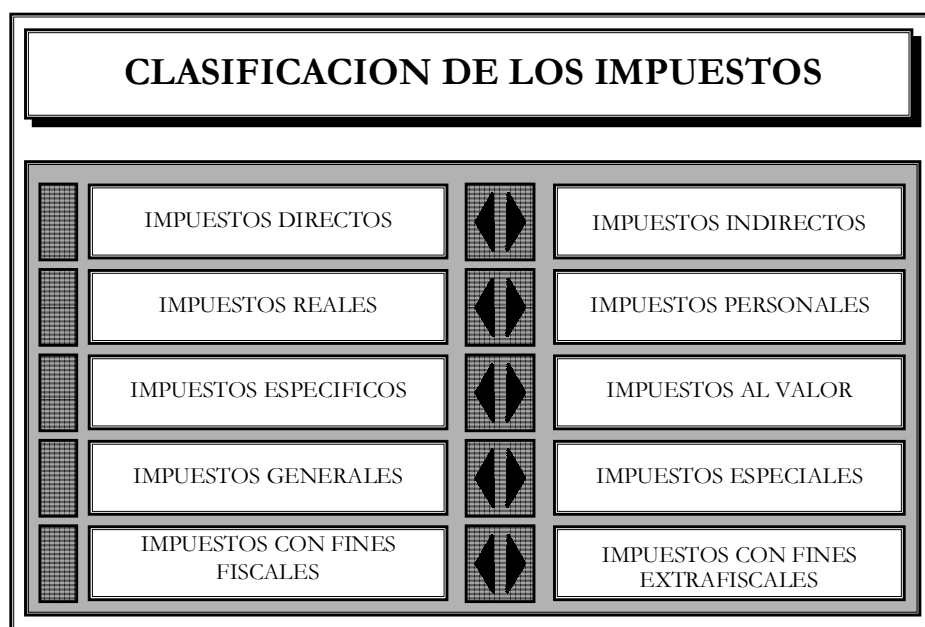 CLASIFICACION DE LOS IMPUESTOS
IMPUESTOS DIRECTOS
IMPUESTOS INDIRECTOS
IMPUESTOS REALES
IMPUESTOS PERSONALES
IMPUESTOS ESPECIFICOS
IMPUESTOS AL VALOR
IMPUESTOS GENERALES
IMPUESTOS ESPECIALES
IMPUESTOS CON FINES
FISCALES
IMPUESTOS CON FINES
EXTRAFISCALES